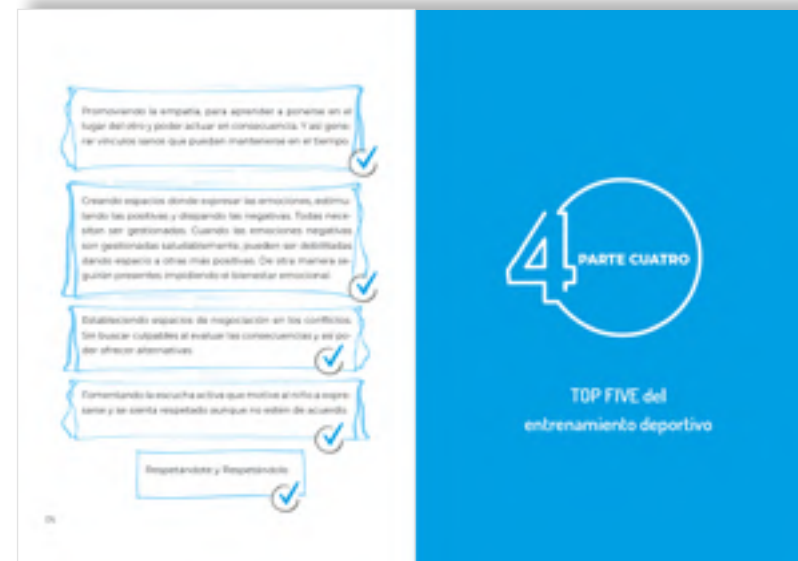 Promoviendo la empatía, para aprender a ponerse en el
lugar del otro y poder actuar en consecuencia. Y así gene-
rar vínculos sanos que puedan mantenerse en el tiempo.
Creando espacios donde expresar las emociones, estimu-
lando las positivas y disipando las negativas. Todas nece-
sitan ser gestionadas. Cuando las emociones negativas
son gestionadas saludablemente, pueden ser debilitadas
dando espacio a otras más positivas. De otra manera se-
guirán presentes, impidiendo el bienestar emocional.
Estableciendo espacios de negociación en los conflictos.
Sin buscar culpables al evaluar las consecuencias y así po-
der ofrecer alternativas.
Fomentando la escucha activa que motive al niño a expre-
sarse y se sienta respetado aunque no estén de acuerdo.
Respetándote y Respetándolo.
4
PARTE CUATRO
TOP FIVE del
entrenamiento deportivo